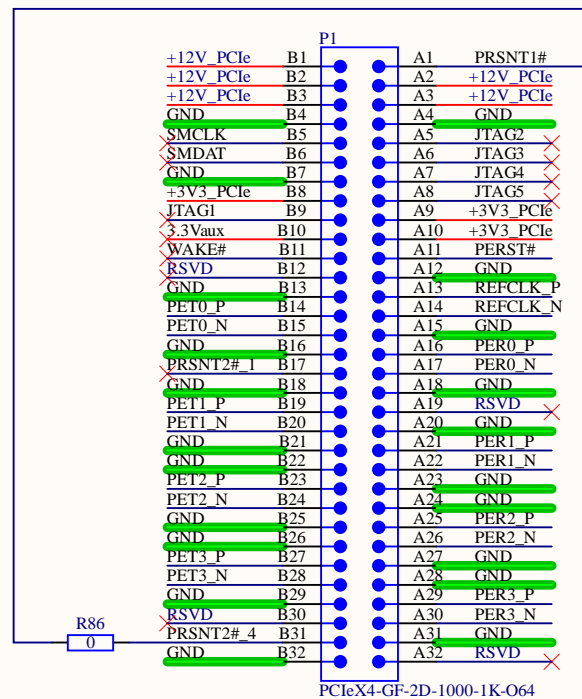 P1
+12V_PCIe B1 A1 PRSNT1#
+12V_PCIe B2 A2 +12V_PCIe
+12V_PCIe B3 A3 +12V_PCIe
GND B4 A4 GND
SMCLK B5 A5 JTAG2
SMDAT B6 A6 JTAG3
GND B7 A7 JTAG4
+3V3_PCIe B8 A8 JTAG5
JTAG1 B9 A9 +3V3_PCIe
3.3Vaux B10 A10 +3V3_PCIe
WAKE# B11 A11 PERST#
RSVD B12 A12 GND
GND B13 A13 REFCLK_P
PET0_P B14 A14 REFCLK_N
PET0_N B15 A15 GND
GND B16 A16 PER0_P
PRSNT2#_1 B17 A17 PER0_N
GND B18 A18 GND
PET1_P B19 A19 RSVD
PET1_N B20 A20 GND
GND B21 A21 PER1_P
GND B22 A22 PER1_N
PET2_P B23 A23 GND
PET2_N B24 A24 GND
GND B25 A25 PER2_P
GND B26 A26 PER2_N
PET3_P B27 A27 GND
PET3_N B28 A28 GND
GND B29 A29 PER3_P
RSVD B30 A30 PER3_N
R86
0
PRSNT2#_4 B31 A31 GND
GND B32 A32 RSVD
PCIeX4-GF-2D-1000-1K-O64